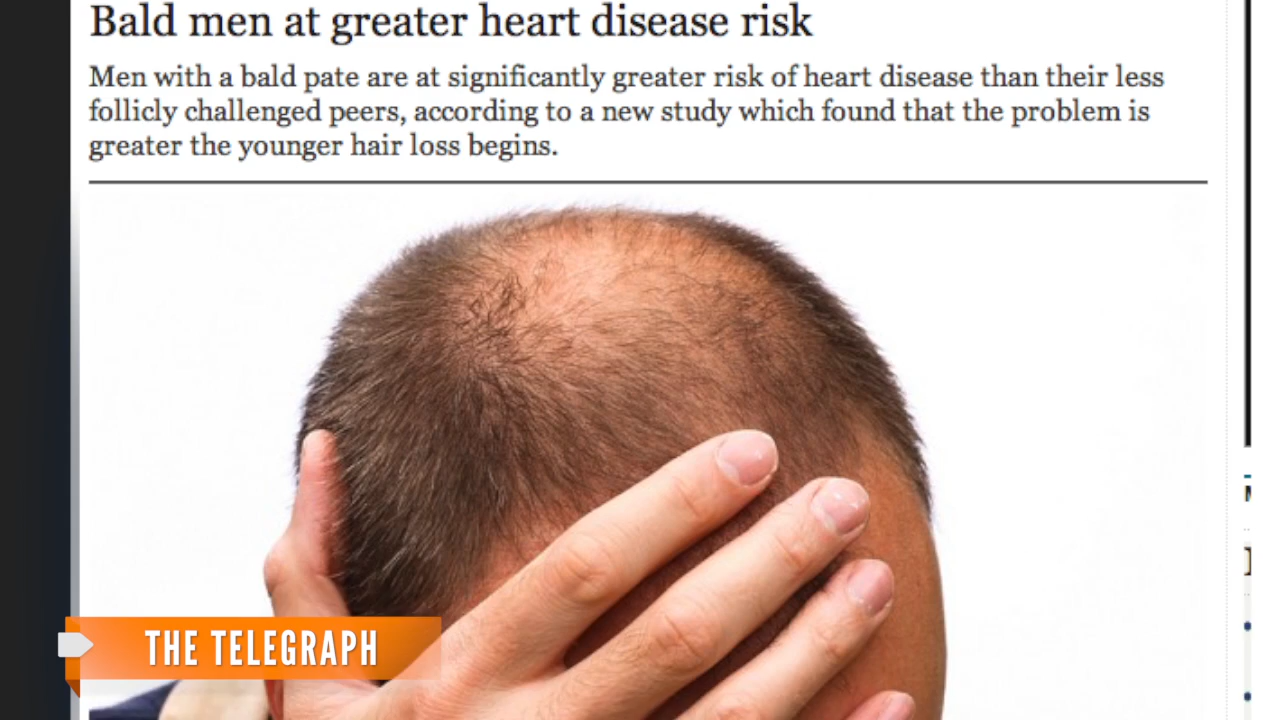 Bald men at greater heart disease risk
Men with a bald pate are at significantly greater risk of heart disease than their less
follicly challenged peers, according to a new study which found that the problem is
greater the younger hair loss begins.
THE TELEGRAPH